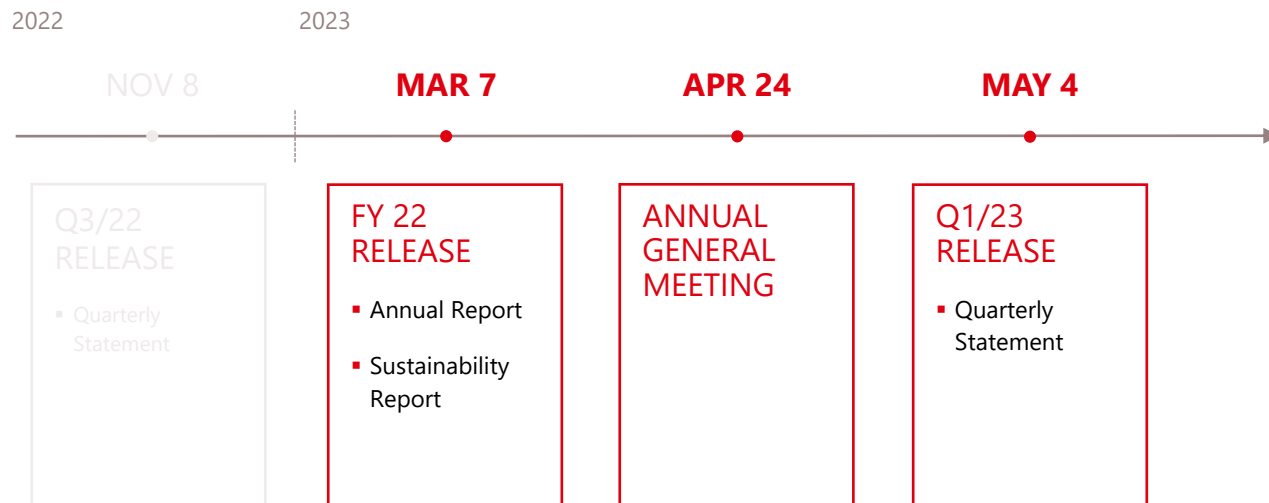 2022
2023
NOV 8
MAR 7
APR 24
MAY 4
Q3/22
RELEASE
▪ Quarterly
Statement
FY 22
RELEASE
▪ Annual Report
▪ Sustainability
Report
ANNUAL
GENERAL
MEETING
Q1/23
RELEASE
▪ Quarterly
Statement